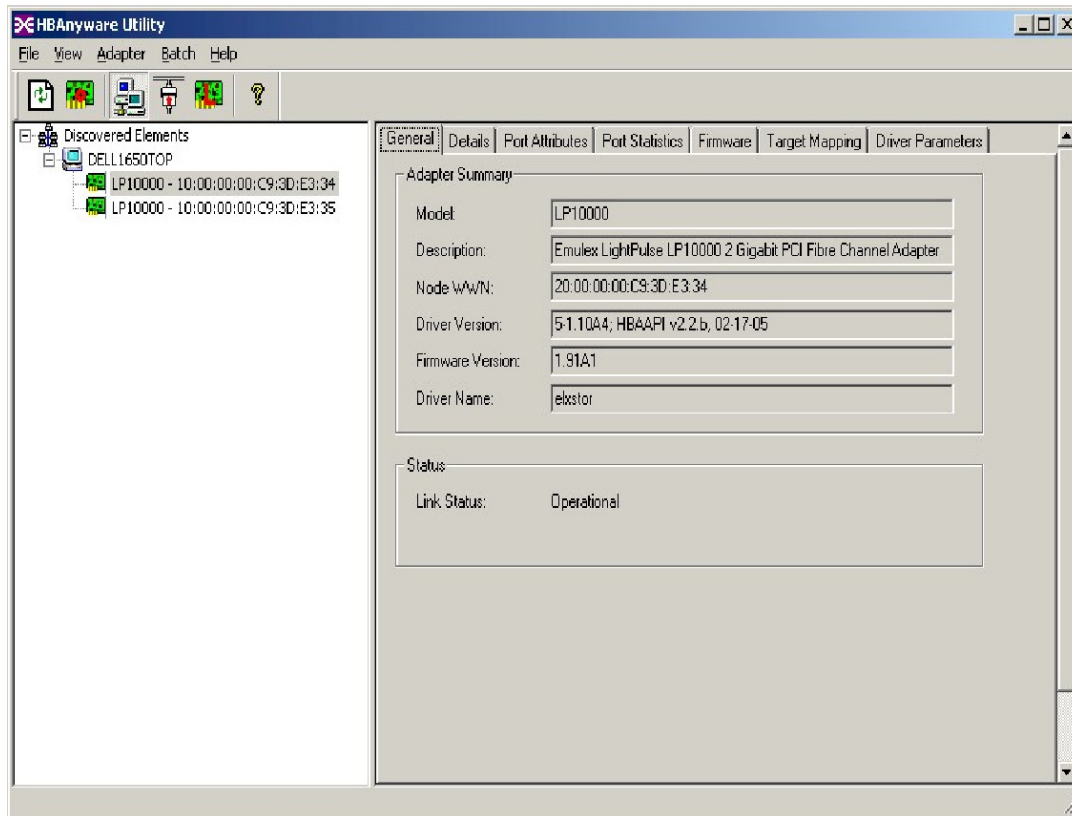 HBAnyware Utility
File View Adapter Batch Help
Discovered Elements
DELL1650TOP
LP10000 - 10:00:00:00:C9:3D:E3:34
LP10000 - 10:00:00:00:C9:3D:E3:35
General Details Port Attributes Port Statistics Firmware Target Mapping Driver Parameters
Adapter Summary
Model: LP10000
Description: Emulex LightPulse LP10000 2 Gigabit PCI Fibre Channel Adapter
Node WWN: 20:00:00:00:C9:3D:E3:34
Driver Version: 5-1.10A4; HBAAPI v2.2.b, 02-17-05
Firmware Version: 1.91A1
Driver Name: elxstor
Status
Link Status: Operational